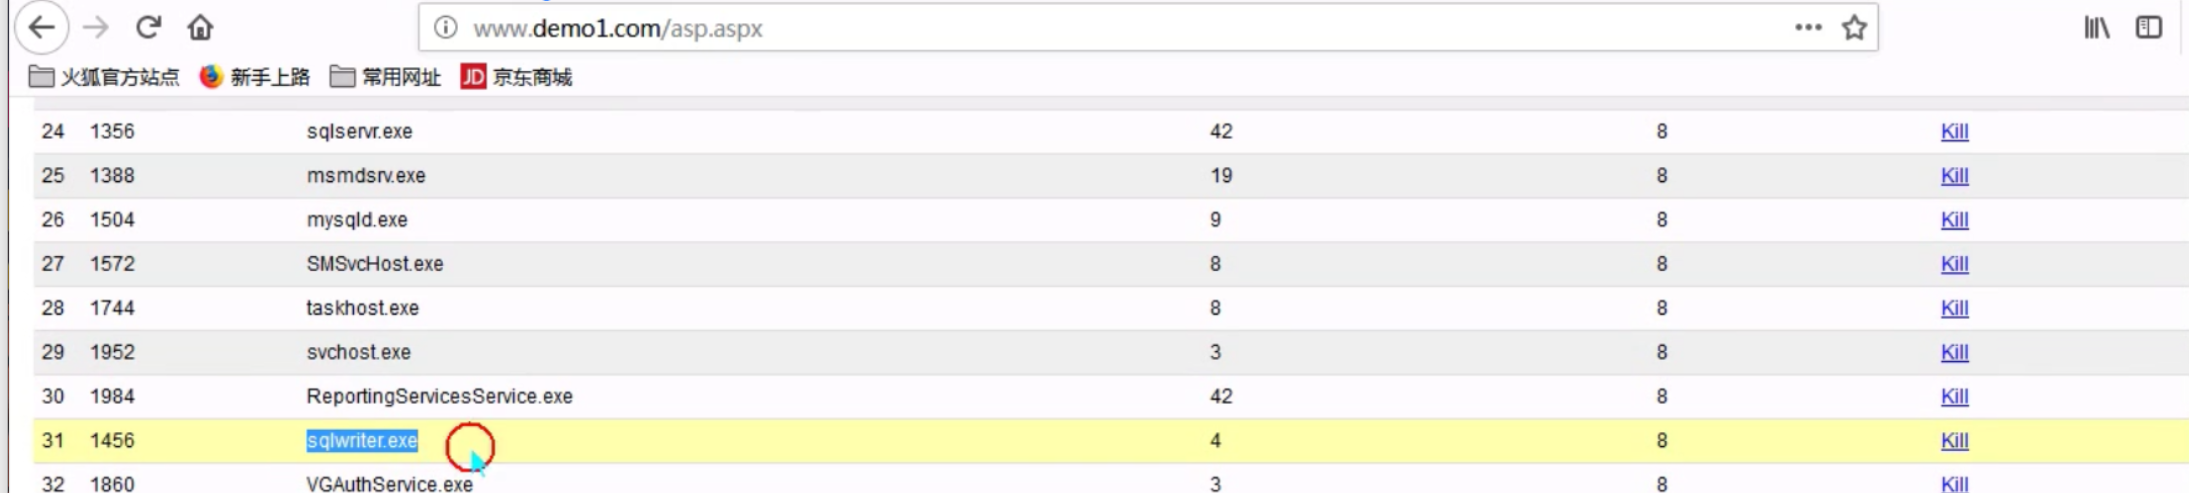 www.demo1.com/asp.aspx
火狐官方站点 新手上路 常用网址 JD 京东商城
24 1356 sqlservr.exe 42 8 Kill
25 1388 msmdsrv.exe 19 8 Kill
26 1504 mysqld.exe 9 8 Kill
27 1572 SMSvcHost.exe 8 8 Kill
28 1744 taskhost.exe 8 8 Kill
29 1952 svchost.exe 3 8 Kill
30 1984 ReportingServicesService.exe 42 8 Kill
31 1456 sqlwriter.exe 4 8 Kill
32 1860 VGAuthService.exe 3 8 Kill